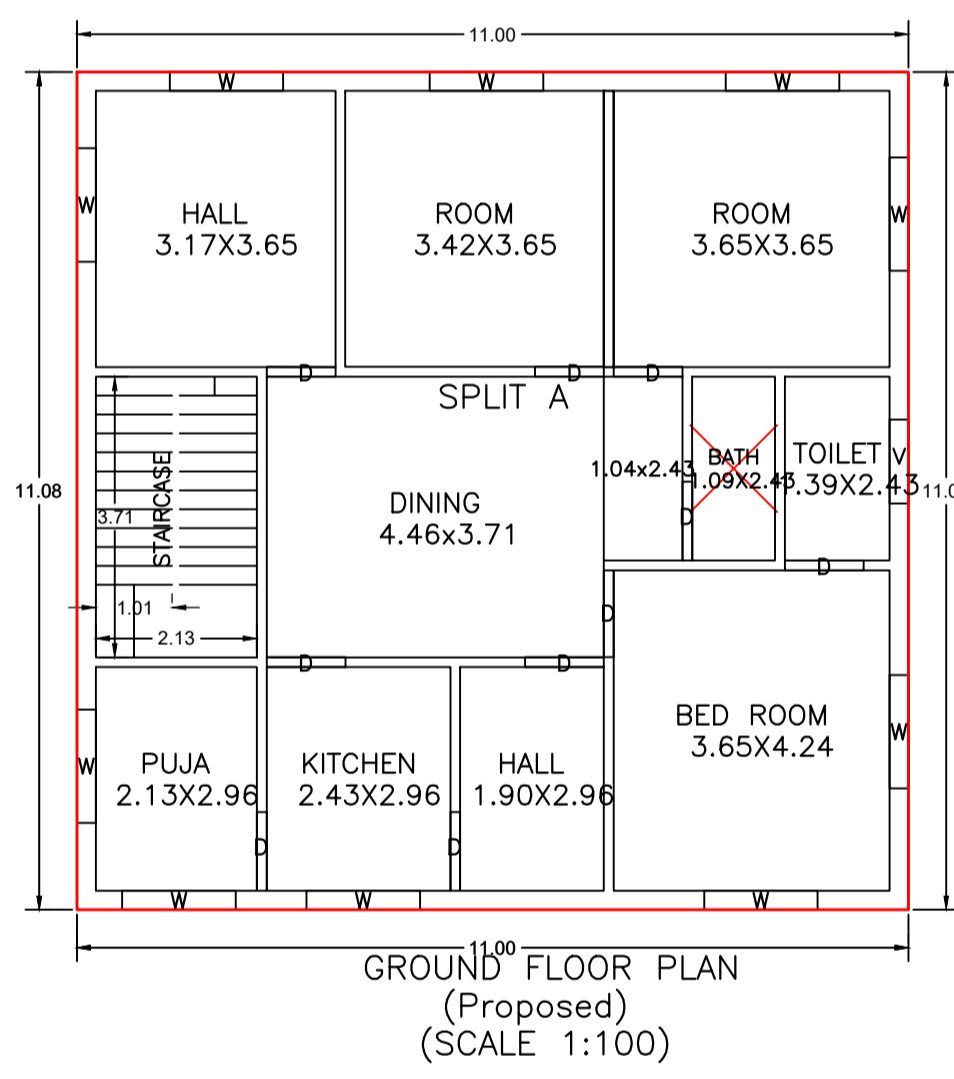 11.00
W
W
W
W
HALL
3.17X3.65
ROOM
3.42X3.65
ROOM
3.65X3.65
W
D
D
D
SPLIT A
11.08
STAIRCASE
3.71
1.01
2.13
DINING
4.46x3.71
1.04x2.43
BATH
1.09X2.43
D
TOILET
V
D
D
D
D
W
PUJA
2.13X2.96
KITCHEN
2.43X2.96
HALL
1.90X2.96
BED ROOM
3.65X4.24
W
D
D
W
W
W
11.00
GROUND FLOOR PLAN
(Proposed)
(SCALE 1:100)